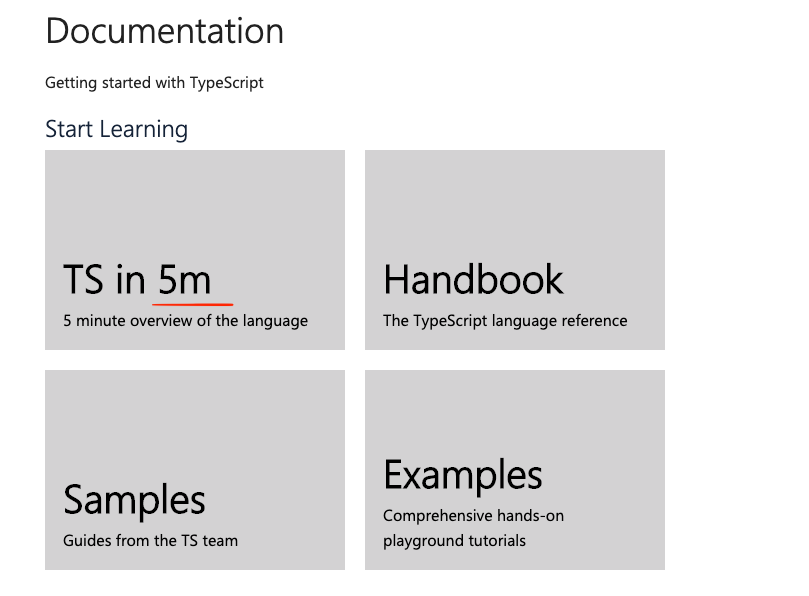 Documentation
Getting started with TypeScript
Start Learning
TS in 5m
5 minute overview of the language
Handbook
The TypeScript language reference
Samples
Guides from the TS team
Examples
Comprehensive hands-on
playground tutorials